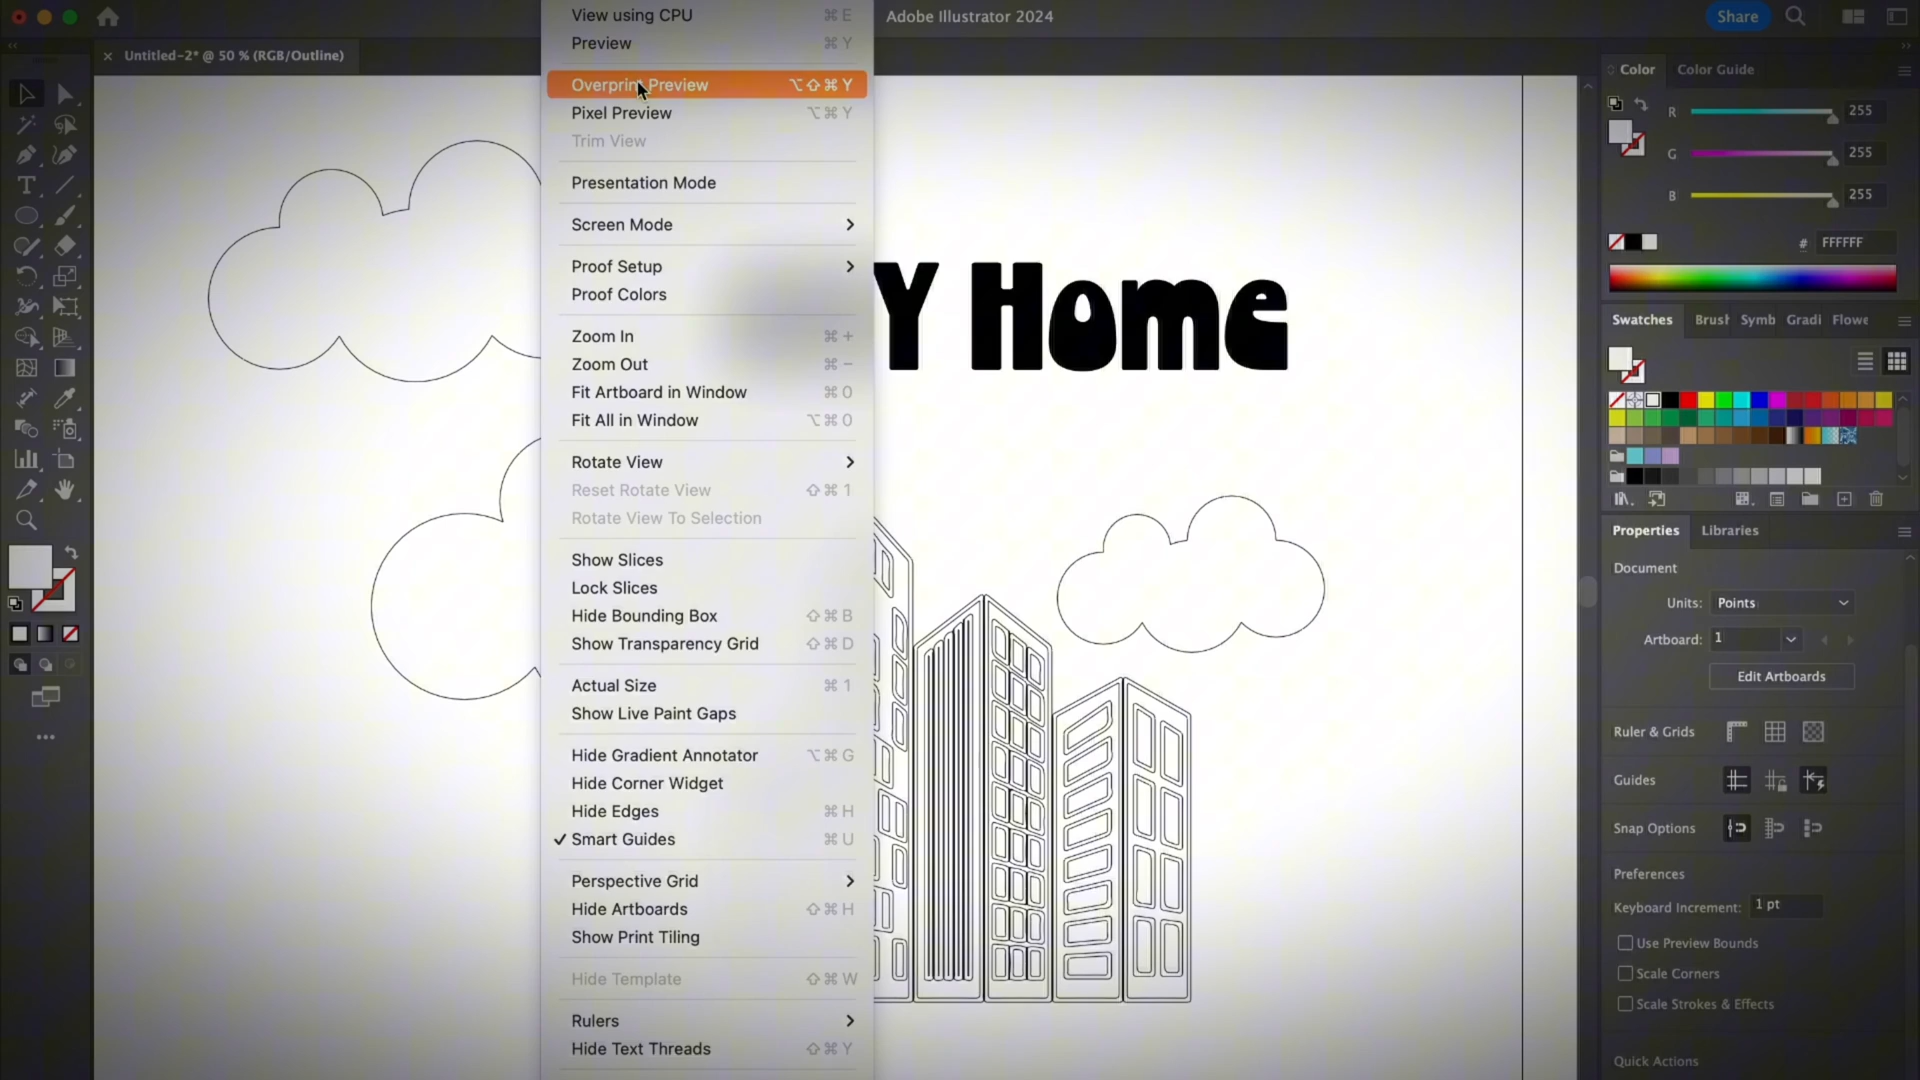 Adobe Illustrator 2024
Share
Untitled-2* @ 50 % (RGB/Outline)
View using CPU ⌘ E
Preview ⌘ Y
Overprint Preview ⌥⇧⌘ Y
Pixel Preview ⌥⌘ Y
Trim View
Presentation Mode
Screen Mode
Proof Setup
Proof Colors
Zoom In ⌘ +
Zoom Out ⌘ −
Fit Artboard in Window ⌘ 0
Fit All in Window ⌥⌘ 0
Rotate View
Reset Rotate View ⇧⌘ 1
Rotate View To Selection
Show Slices
Lock Slices
Hide Bounding Box ⇧⌘ B
Show Transparency Grid ⇧⌘ D
Actual Size ⌘ 1
Show Live Paint Gaps
Hide Gradient Annotator ⌥⌘ G
Hide Corner Widget
Hide Edges ⌘ H
✓ Smart Guides ⌘ U
Perspective Grid
Hide Artboards ⇧⌘ H
Show Print Tiling
Hide Template ⇧⌘ W
Rulers
Hide Text Threads ⇧⌘ Y
Y Home
Color Color Guide
R 255
G 255
B 255
# FFFFFF
Swatches Brush Symb Gradi Flowe
Properties Libraries
Document
Units: Points
Artboard: 1
Edit Artboards
Ruler & Grids
Guides
Snap Options
Preferences
Keyboard Increment: 1 pt
Use Preview Bounds
Scale Corners
Scale Strokes & Effects
Quick Actions